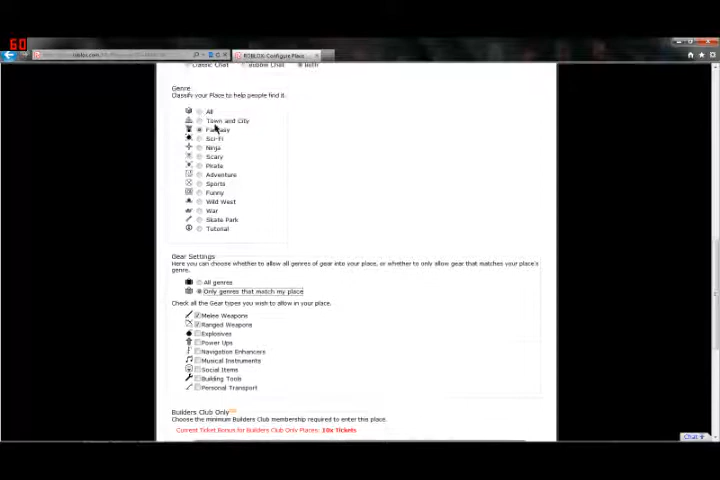 60
ROBLOX: Configure Place
Classic Chat Bubble Chat Both
Genre
Classify your Place to help people find it.
All
Town and City
Fantasy
Sci-Fi
Ninja
Scary
Pirate
Adventure
Sports
Funny
Wild West
War
Skate Park
Tutorial
Gear Settings
Here you can choose whether to allow all genres of gear into your place, or whether to only allow gear that matches your place's
genre.
All genres
Only genres that match my place
Check all the Gear types you wish to allow in your place.
Melee Weapons
Ranged Weapons
Explosives
Power Ups
Navigation Enhancers
Musical Instruments
Social Items
Building Tools
Personal Transport
Builders Club Only
Choose the minimum Builders Club membership required to enter this place.
Current Ticket Bonus for Builders Club Only Places: 10x Tickets
Chat